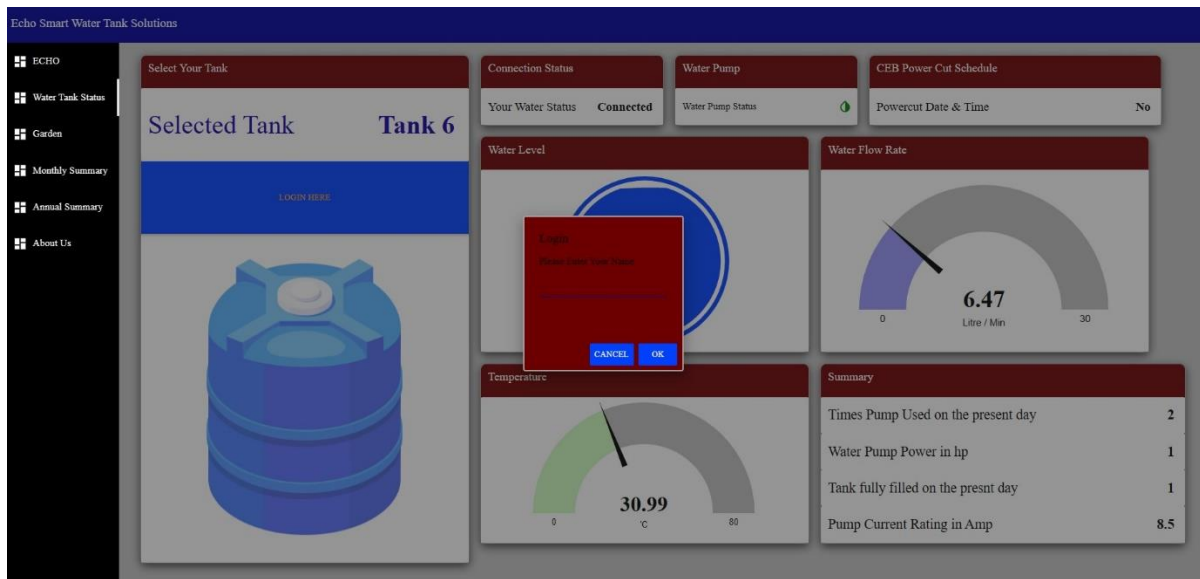 Echo Smart Water Tank Solutions
ECHO
Water Tank Status
Garden
Monthly Summary
Annual Summary
About Us
Select Your Tank
Selected Tank Tank 6
LOGIN HERE
Connection Status
Your Water Status Connected
Water Pump
Water Pump Status
CEB Power Cut Schedule
Powercut Date & Time No
Water Level
Login
Please Enter Your Name
CANCEL OK
Water Flow Rate
6.47
0 Litre / Min 30
Temperature
30.99
0 °C 80
Summary
Times Pump Used on the present day 2
Water Pump Power in hp 1
Tank fully filled on the presnt day 1
Pump Current Rating in Amp 8.5